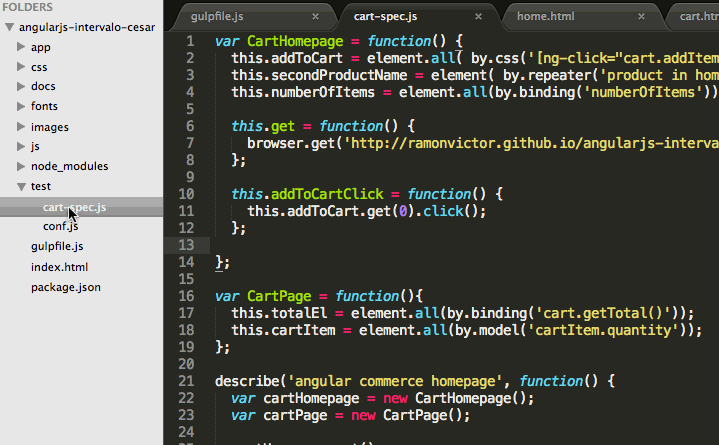 FOLDERS
angularjs-intervalo-cesar
app
css
docs
fonts
images
js
node_modules
test
cart-spec.js
conf.js
gulpfile.js
index.html
package.json
gulpfile.js × cart-spec.js × home.html × cart.htm
1 var CartHomepage = function() {
2 this.addToCart = element.all( by.css('[ng-click="cart.addItem
3 this.secondProductName = element( by.repeater('product in hom
4 this.numberOfItems = element.all(by.binding('numberOfItems'))
5
6 this.get = function() {
7 browser.get('http://ramonvictor.github.io/angularjs-interva
8 };
9
10 this.addToCartClick = function() {
11 this.addToCart.get(0).click();
12 };
13
14 };
15
16 var CartPage = function(){
17 this.totalEl = element.all(by.binding('cart.getTotal()'));
18 this.cartItem = element.all(by.model('cartItem.quantity'));
19 };
20
21 describe('angular commerce homepage', function() {
22 var cartHomepage = new CartHomepage();
23 var cartPage = new CartPage();